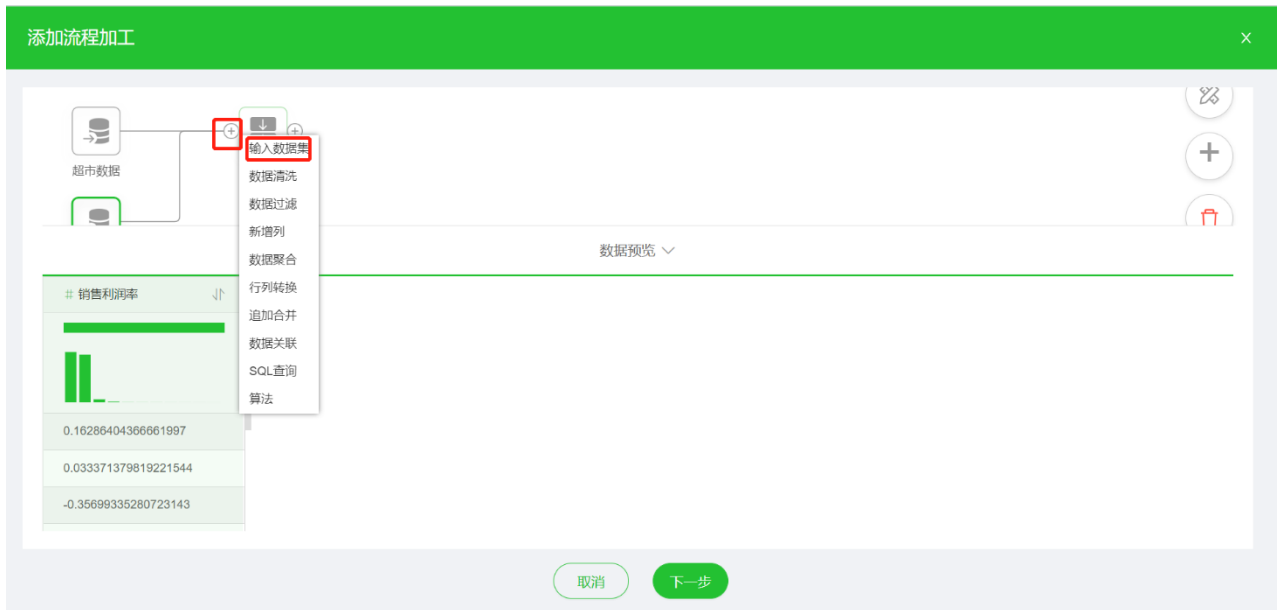 添加流程加工
超市数据
输入数据集
数据清洗
数据过滤
新增列
数据聚合
行列转换
追加合并
数据关联
SQL查询
算法
数据预览
# 销售利润率
0.16286404366661997
0.033371379819221544
-0.35699335280723143
取消
下一步